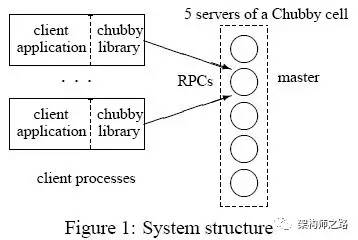 5 servers of a Chubby cell
client application
chubby library
. . .
RPCs
master
client application
chubby library
client processes
Figure 1: System structure
架构师之路